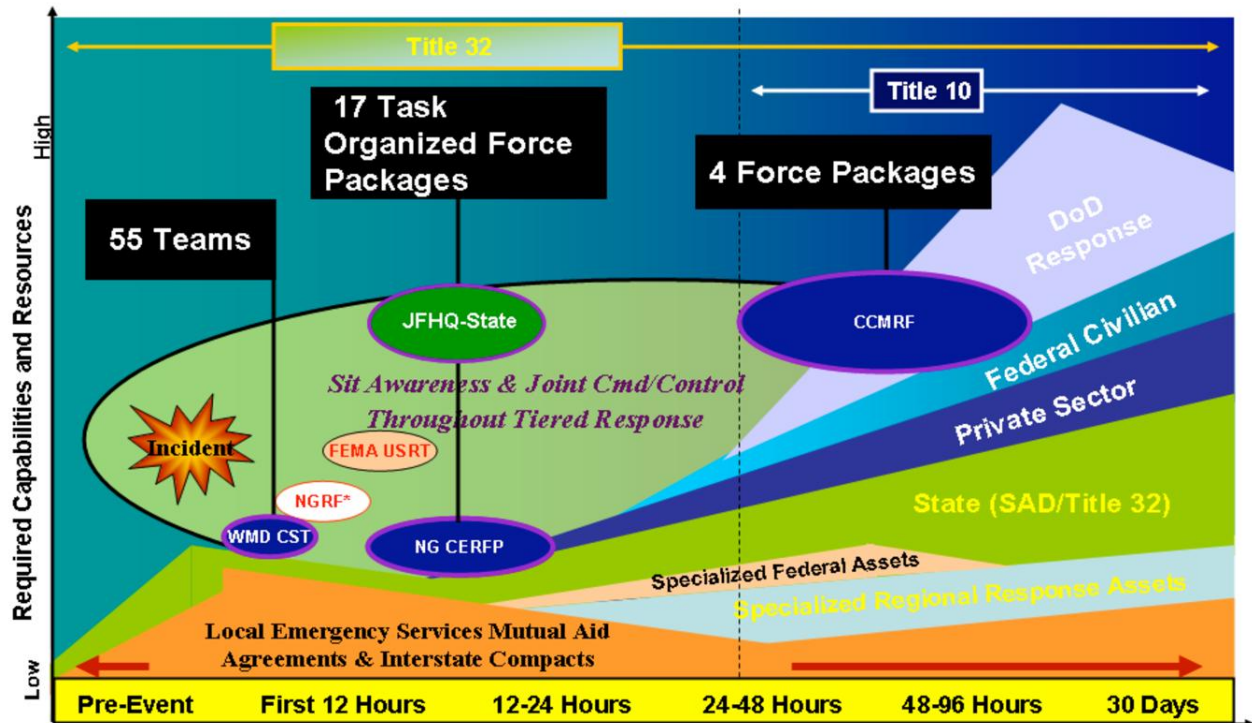 Title 32
Title 10
17 Task
Organized Force
Packages
4 Force Packages
55 Teams
High
Required Capabilities and Resources
Low
DoD
Response
JFHQ-State
CCMRF
Federal Civilian
Sit Awareness & Joint Cmd/Control
Throughout Tiered Response
Private Sector
Incident
FEMA USRT
NGRF*
WMD CST
NG CERFP
State (SAD/Title 32)
Specialized Federal Assets
Specialized Regional Response Assets
Local Emergency Services Mutual Aid
Agreements & Interstate Compacts
Pre-Event First 12 Hours 12-24 Hours 24-48 Hours 48-96 Hours 30 Days